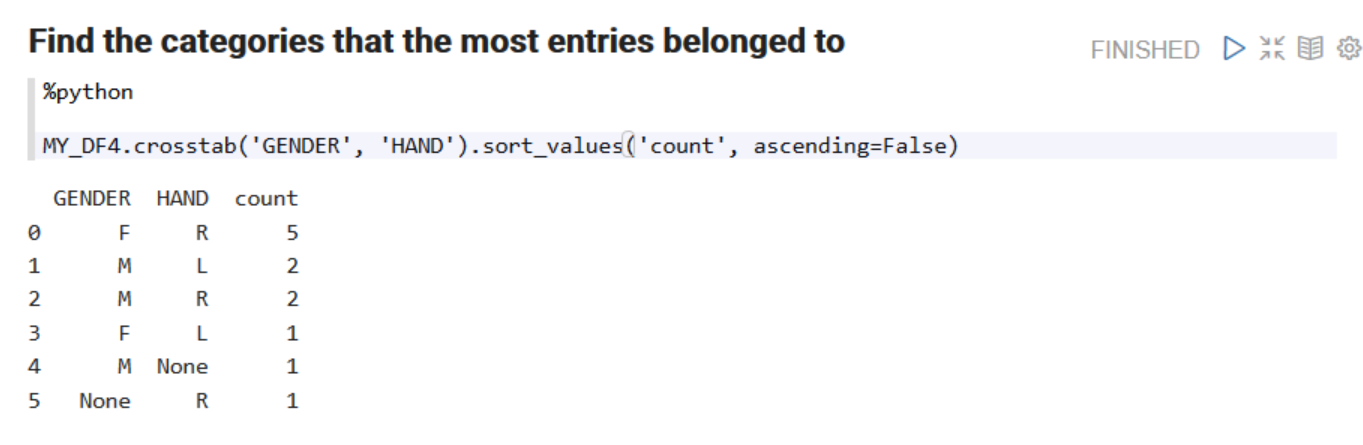 Find the categories that the most entries belonged to
FINISHED
%python
MY_DF4.crosstab('GENDER', 'HAND').sort_values('count', ascending=False)
GENDER HAND count
0 F R 5
1 M L 2
2 M R 2
3 F L 1
4 M None 1
5 None R 1